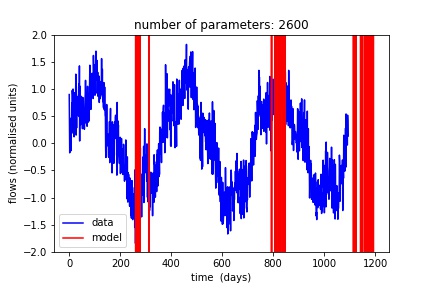 number of parameters: 2600
flows (normalised units)
2.0
1.5
1.0
0.5
0.0
−0.5
−1.0
−1.5
−2.0
data
model
0 200 400 600 800 1000 1200
time (days)